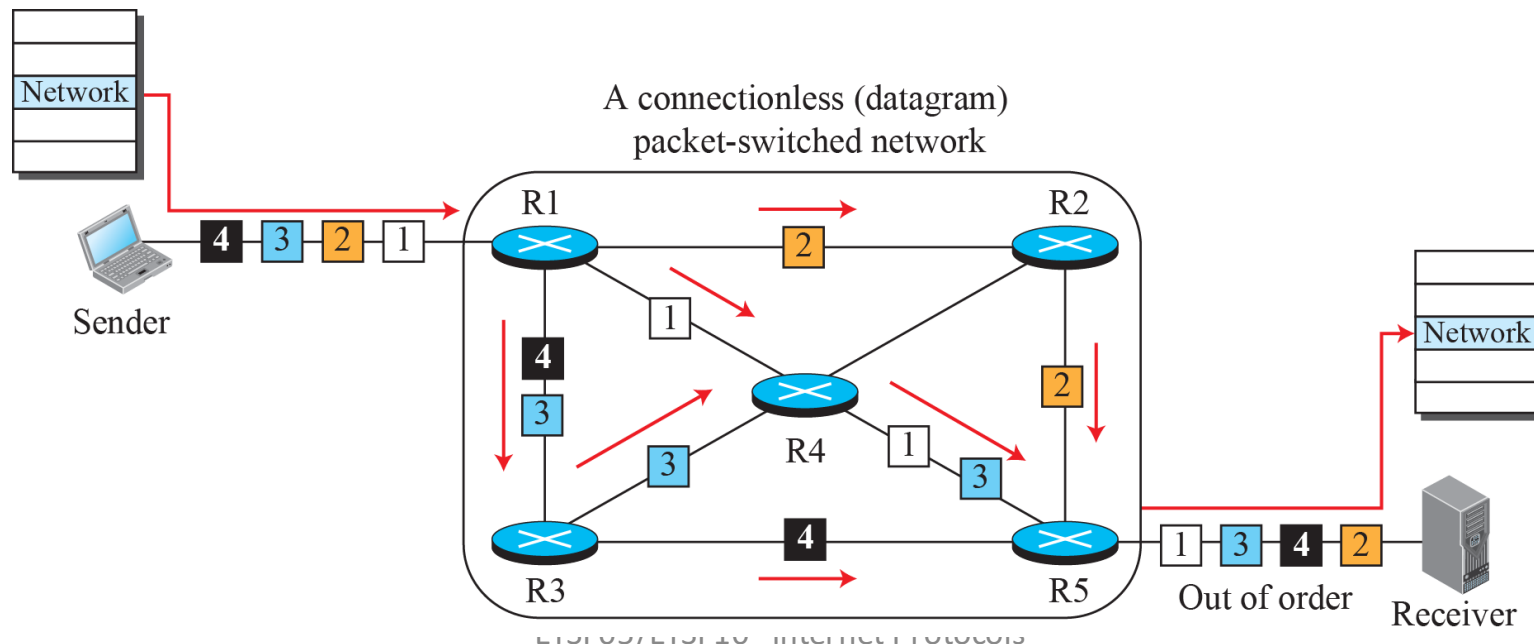 Network
A connectionless (datagram)
packet-switched network
R1
R2
4 3 2 1
2
Sender
1
4
3
2
Network
R4
1
3
3
4
R3
R5
1 3 4 2
Out of order
Receiver